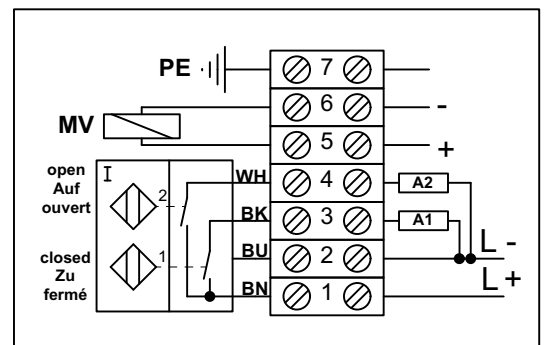 PE 7
6 -
MV
5 +
open
Auf
ouvert
I
2
WH 4 A2
BK 3 A1
closed
Zu
fermé
1
BU 2 L -
BN 1 L +